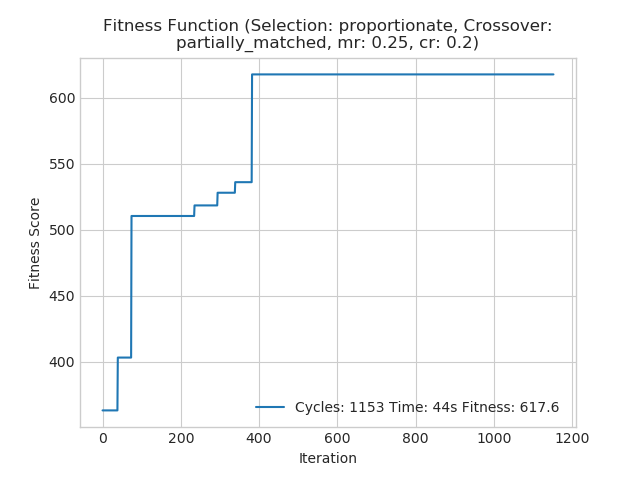 Fitness Function (Selection: proportionate, Crossover:
partially_matched, mr: 0.25, cr: 0.2)
Fitness Score
600
550
500
450
400
Cycles: 1153 Time: 44s Fitness: 617.6
0 200 400 600 800 1000 1200
Iteration